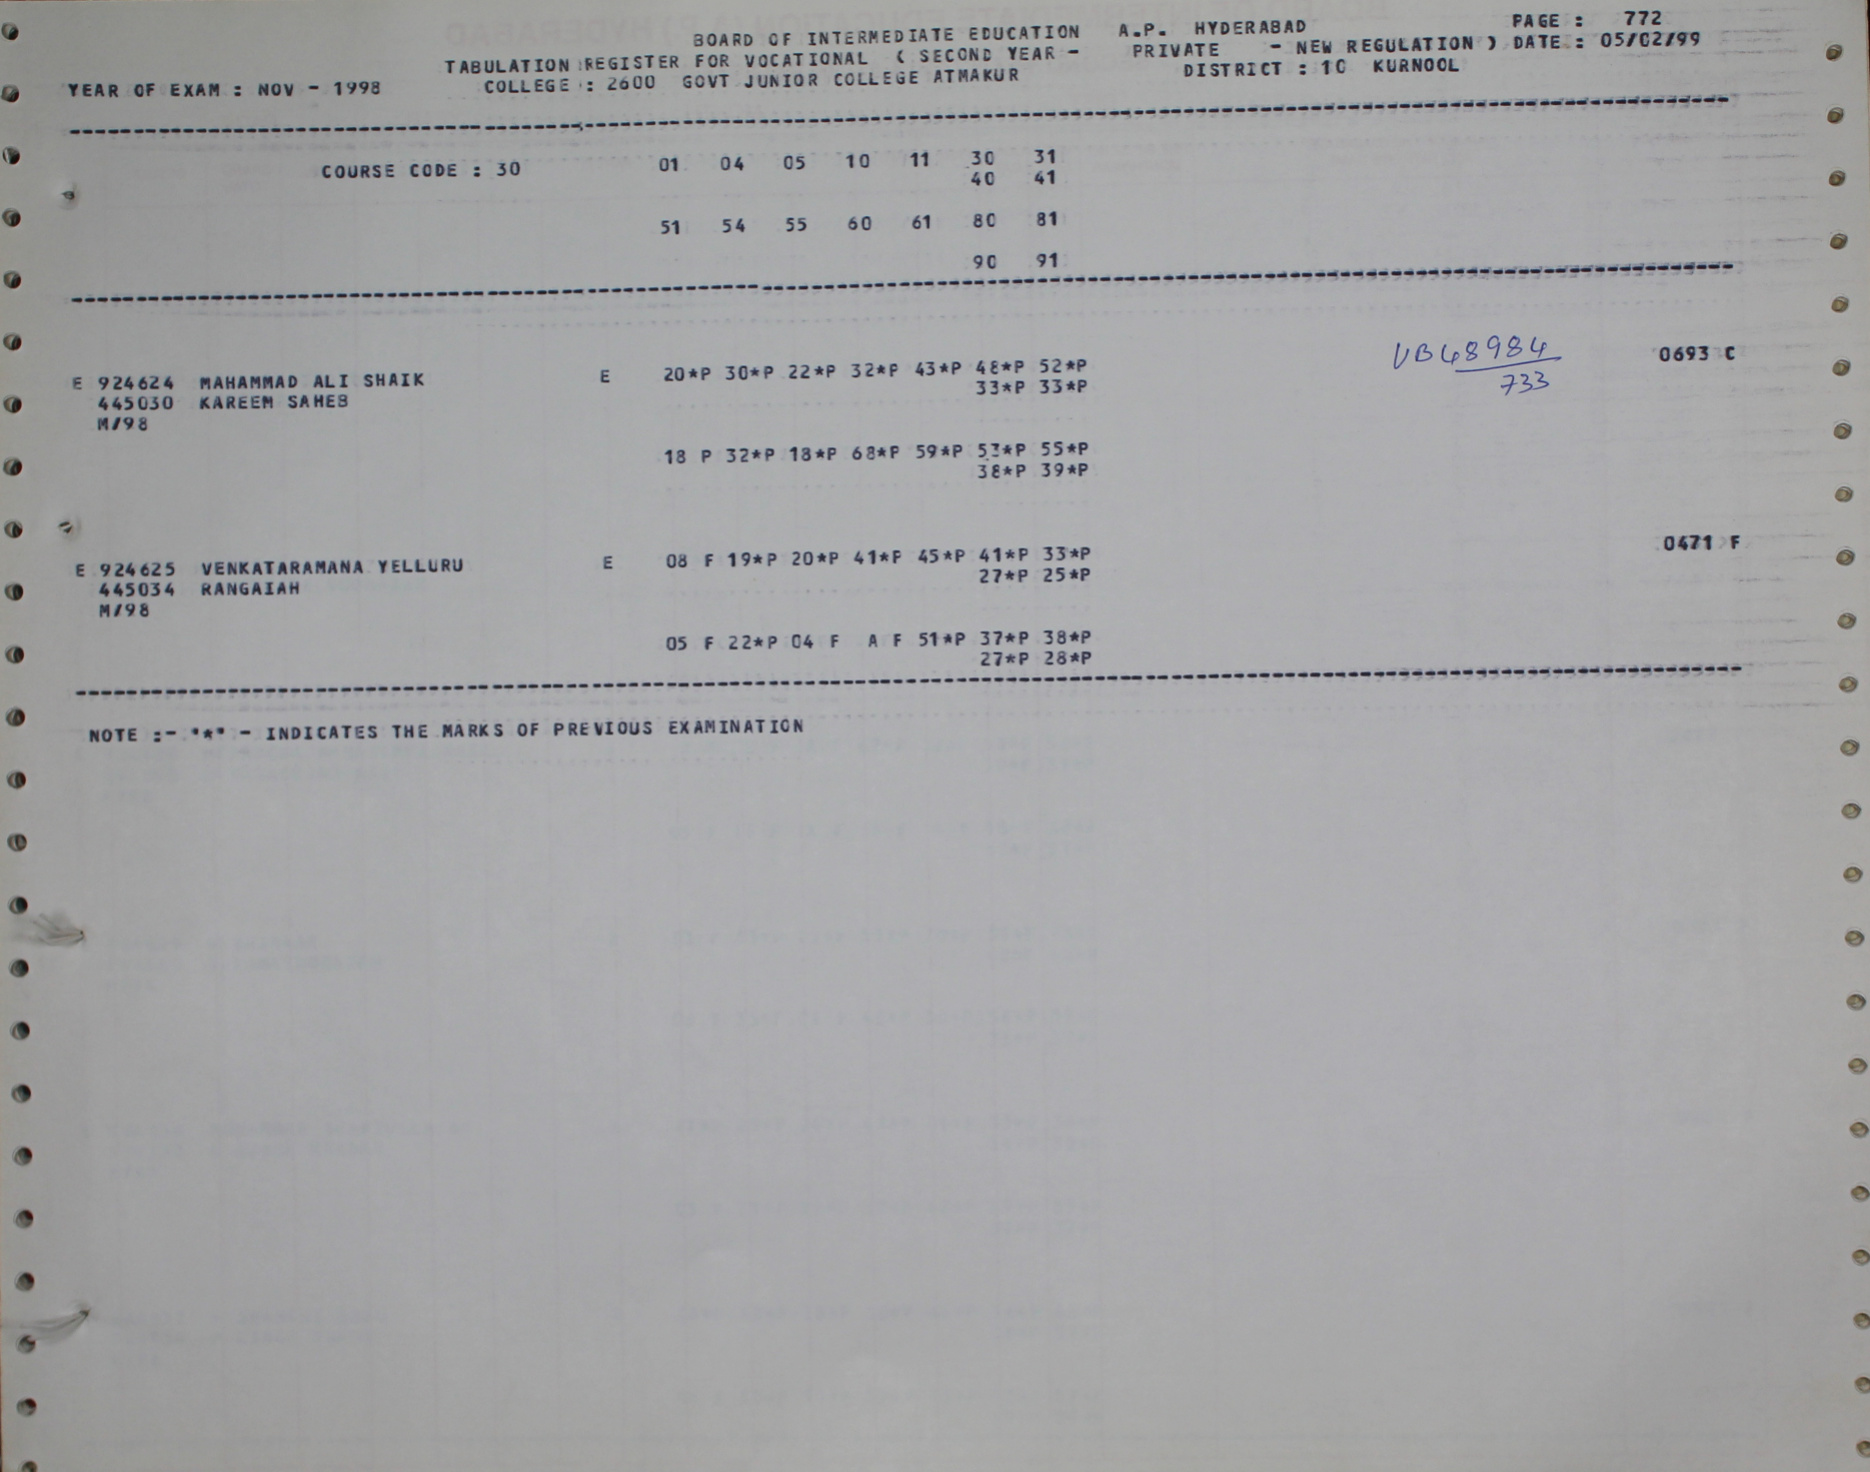 BOARD OF INTERMEDIATE EDUCATION A.P. HYDERABAD PAGE : 772
TABULATION REGISTER FOR VOCATIONAL ( SECOND YEAR - PRIVATE - NEW REGULATION ) DATE : 05/02/99
YEAR OF EXAM : NOV - 1998 COLLEGE : 2600 GOVT JUNIOR COLLEGE ATMAKUR DISTRICT : 10 KURNOOL
COURSE CODE : 30 01 04 05 10 11 30 31
40 41
51 54 55 60 61 80 81
90 91
E 924624 MAHAMMAD ALI SHAIK E 20*P 30*P 22*P 32*P 43*P 48*P 52*P VB48984 0693 C
445030 KAREEM SAHEB 33*P 33*P 733
M/98
18 P 32*P 18*P 68*P 59*P 53*P 55*P
38*P 39*P
E 924625 VENKATARAMANA YELLURU E 08 F 19*P 20*P 41*P 45*P 41*P 33*P 0471 F
445034 RANGAIAH 27*P 25*P
M/98
05 F 22*P 04 F A F 51*P 37*P 38*P
27*P 28*P
NOTE :- "*" - INDICATES THE MARKS OF PREVIOUS EXAMINATION